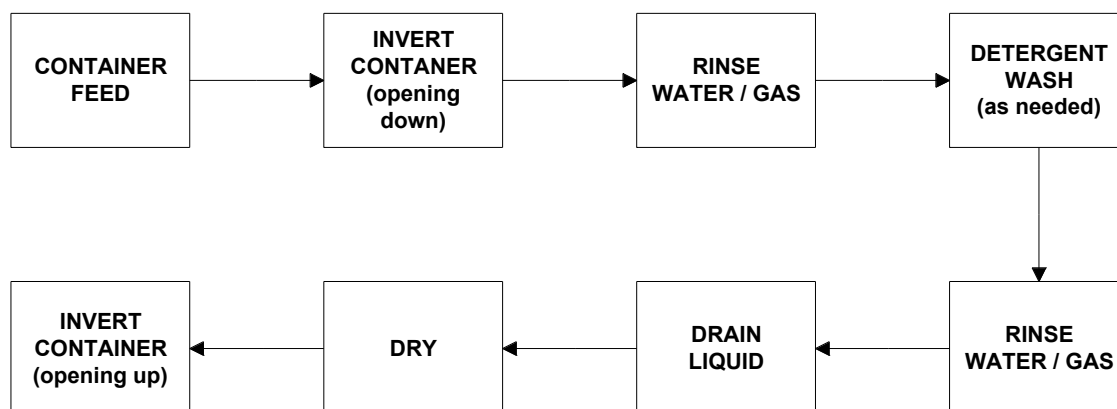 CONTAINER
FEED
INVERT
CONTANER
(opening
down)
RINSE
WATER / GAS
DETERGENT
WASH
(as needed)
RINSE
WATER / GAS
DRAIN
LIQUID
DRY
INVERT
CONTAINER
(opening up)